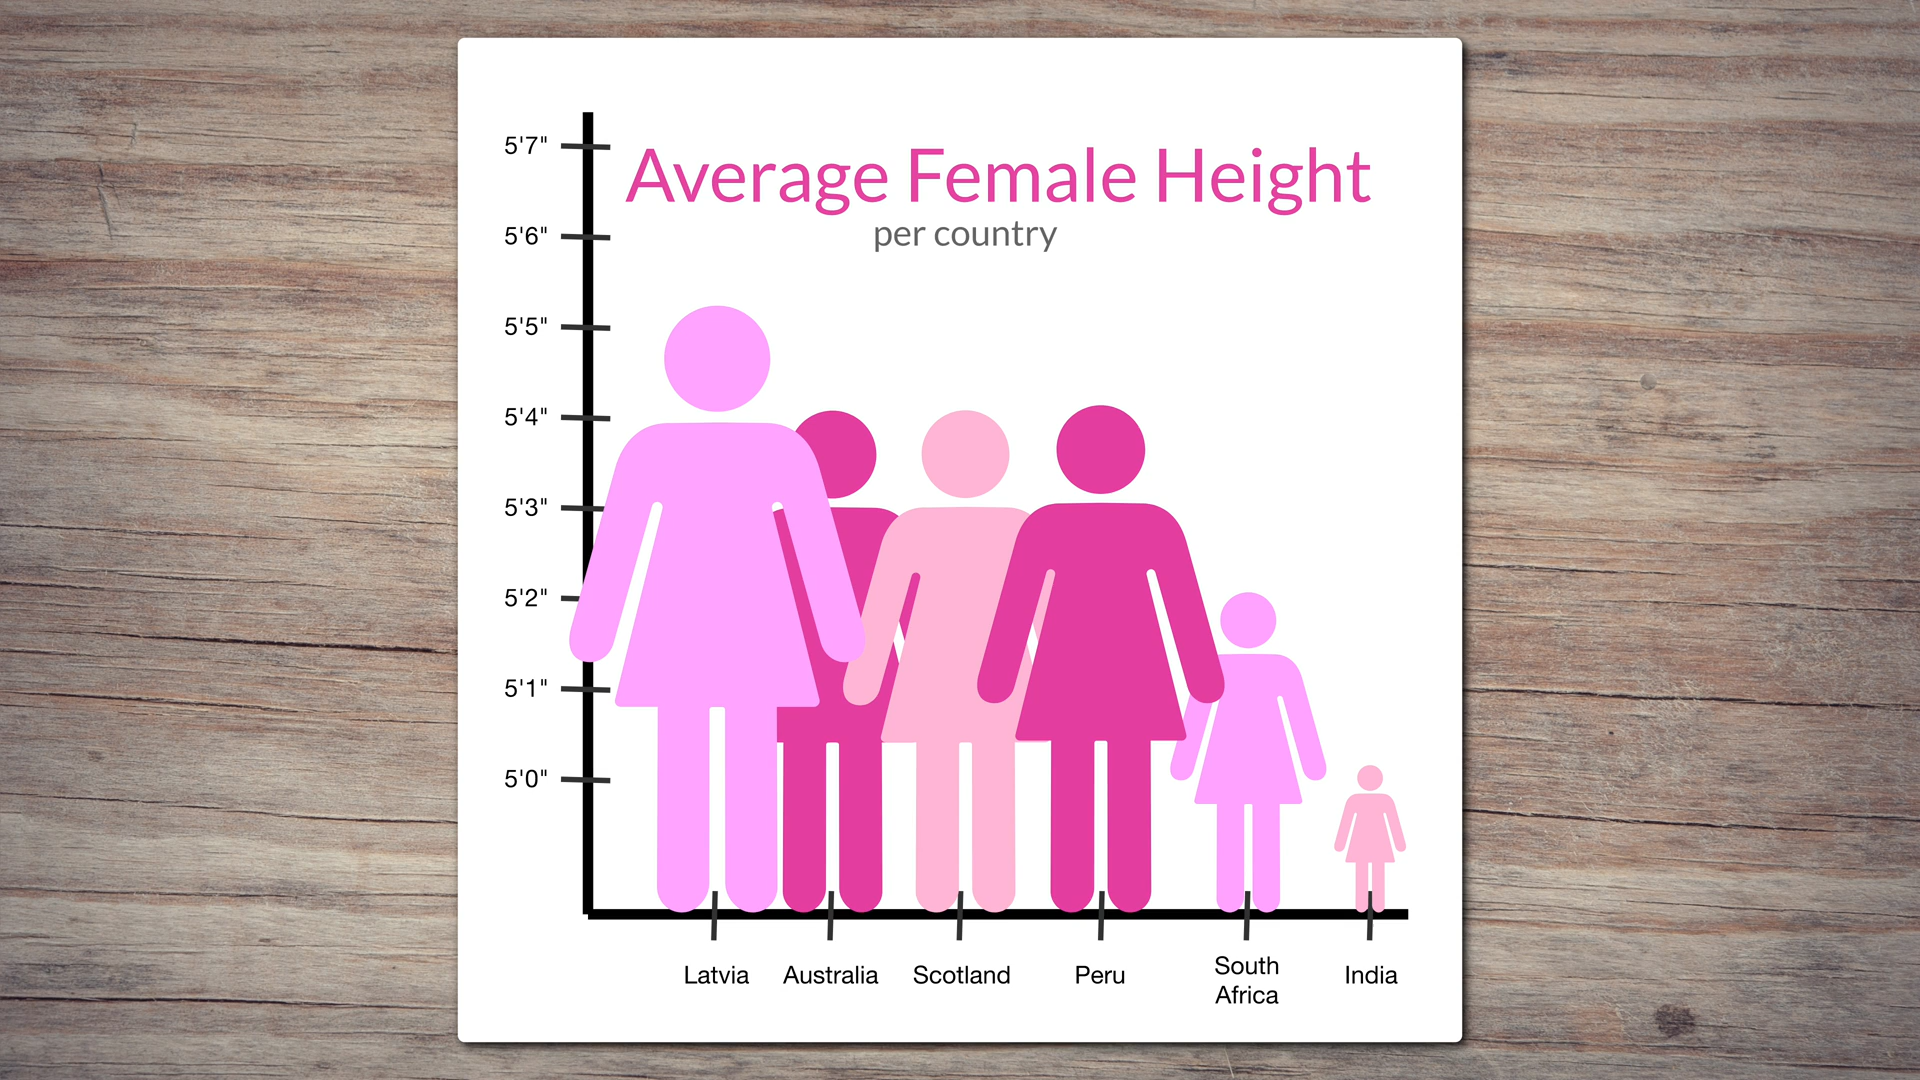 Average Female Height
per country
5'7"
5'6"
5'5"
5'4"
5'3"
5'2"
5'1"
5'0"
Latvia
Australia
Scotland
Peru
South
Africa
India